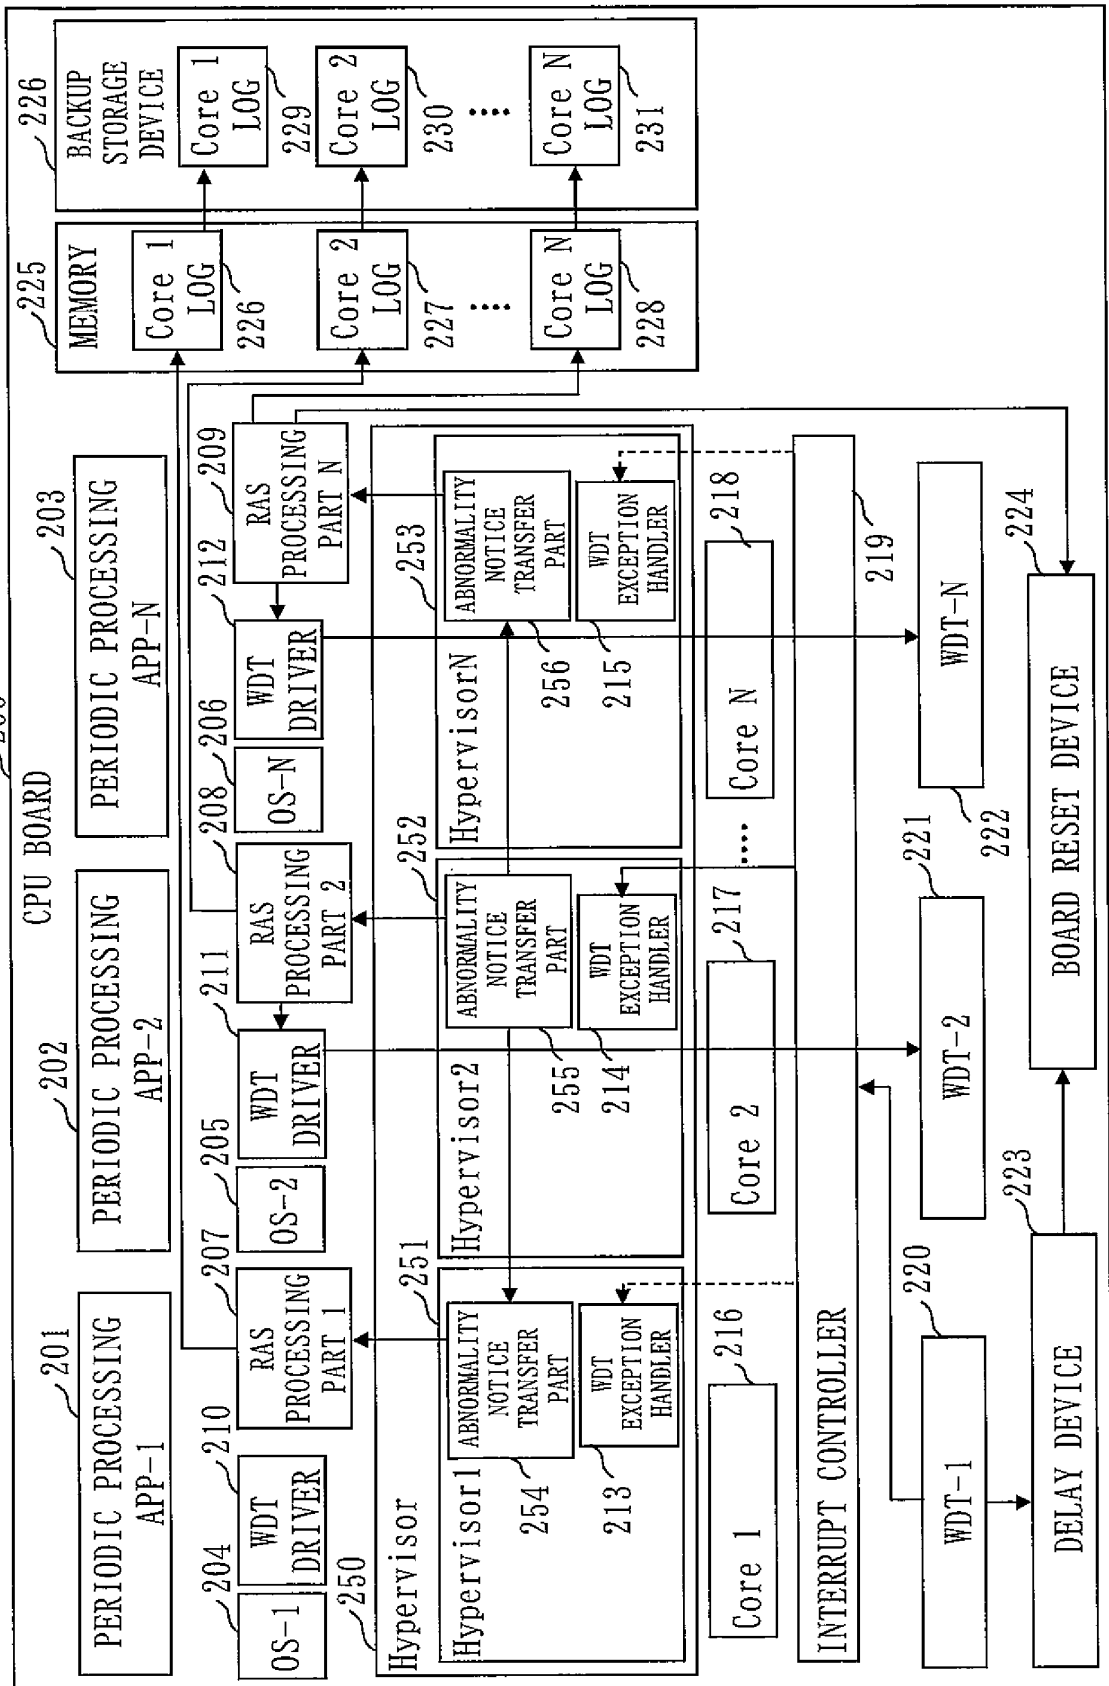 CPU BOARD
201
PERIODIC PROCESSING
APP-1
202
PERIODIC PROCESSING
APP-2
203
PERIODIC PROCESSING
APP-N
204
OS-1
210
WDT
DRIVER
207
RAS
PROCESSING
PART 1
205
OS-2
211
WDT
DRIVER
208
RAS
PROCESSING
PART 2
206
OS-N
212
WDT
DRIVER
209
RAS
PROCESSING
PART N
250
Hypervisor
251
Hypervisor1
ABNORMALITY
NOTICE
TRANSFER
PART
254
WDT
EXCEPTION
HANDLER
213
252
Hypervisor2
ABNORMALITY
NOTICE
TRANSFER
PART
255
WDT
EXCEPTION
HANDLER
214
253
HypervisorN
ABNORMALITY
NOTICE
TRANSFER
PART
256
WDT
EXCEPTION
HANDLER
215
Core 1
216
Core 2
217
Core N
218
INTERRUPT CONTROLLER
219
WDT-1
220
WDT-2
221
WDT-N
222
DELAY DEVICE
223
BOARD RESET DEVICE
224
225
MEMORY
Core 1
LOG
226
Core 2
LOG
227
Core N
LOG
228
226
BACKUP
STORAGE
DEVICE
Core 1
LOG
229
Core 2
LOG
230
Core N
LOG
231